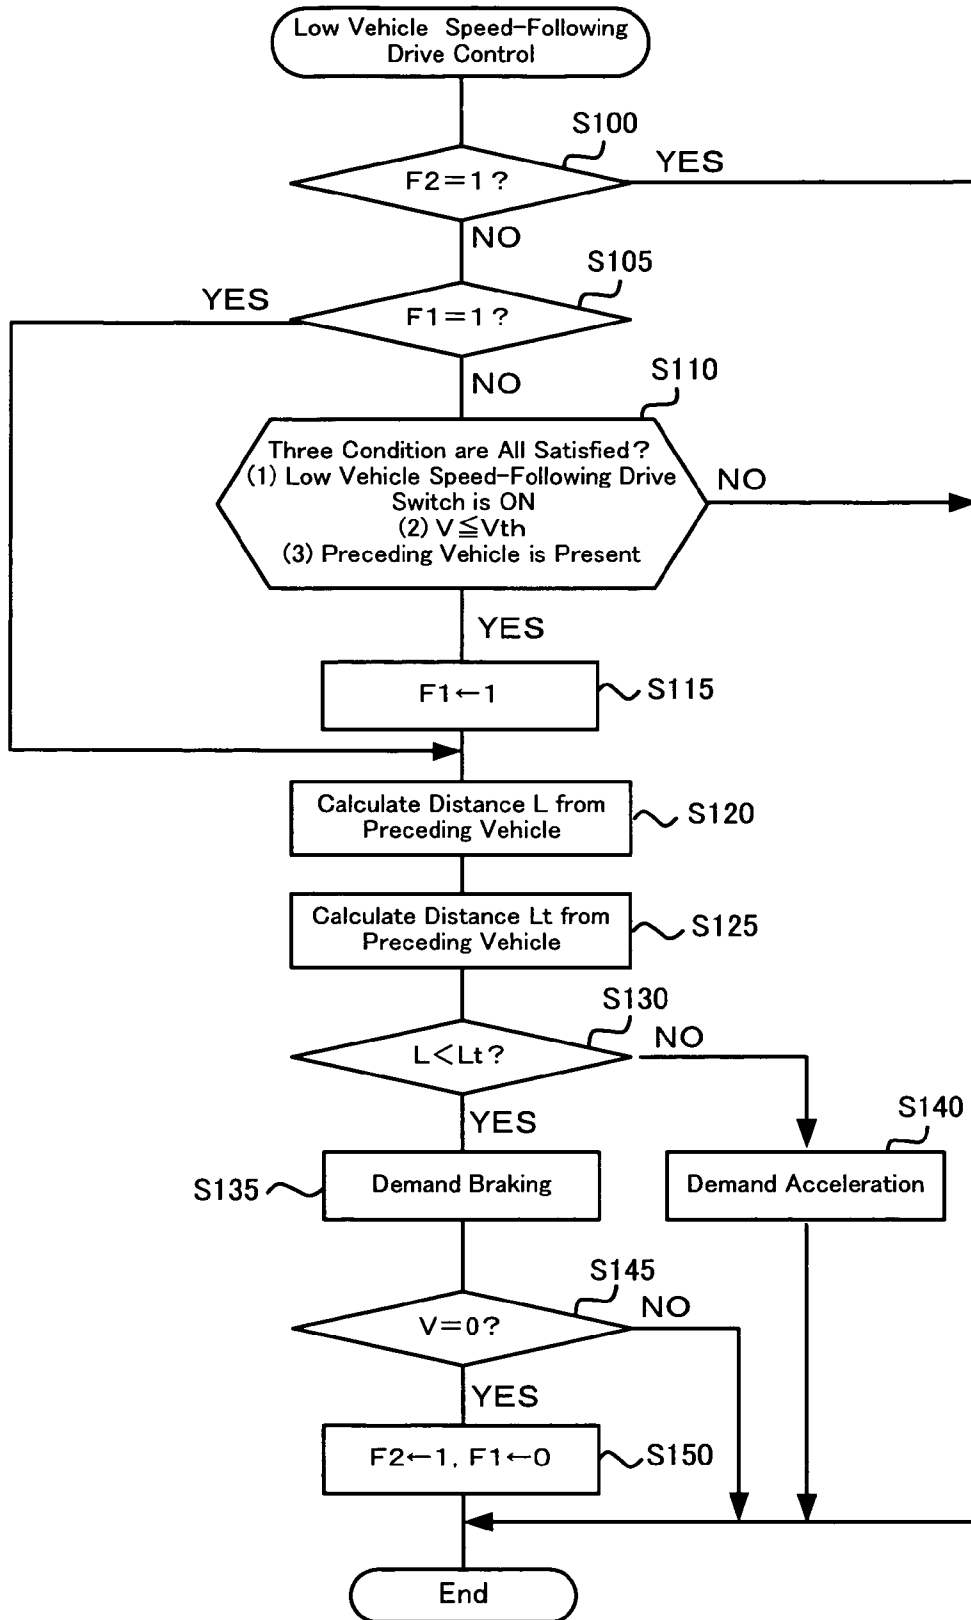 Low Vehicle Speed-Following
Drive Control
S100
F2=1?
YES
NO
S105
YES
F1=1?
NO
S110
Three Condition are All Satisfied?
(1) Low Vehicle Speed-Following Drive
Switch is ON
(2) V≦Vth
(3) Preceding Vehicle is Present
NO
YES
F1←1
S115
Calculate Distance L from
Preceding Vehicle
S120
Calculate Distance Lt from
Preceding Vehicle
S125
S130
L<Lt?
NO
YES
S140
S135
Demand Braking
Demand Acceleration
S145
V=0?
NO
YES
F2←1, F1←0
S150
End